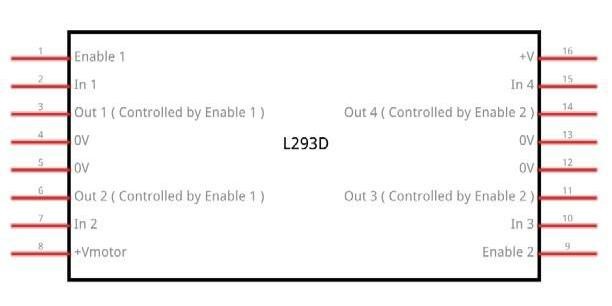 1 Enable 1 +V 16
2 In 1 In 4 15
3 Out 1 ( Controlled by Enable 1 ) Out 4 ( Controlled by Enable 2 ) 14
4 0V 0V 13
L293D
5 0V 0V 12
6 Out 2 ( Controlled by Enable 1 ) Out 3 ( Controlled by Enable 2 ) 11
7 In 2 In 3 10
8 +Vmotor Enable 2 9